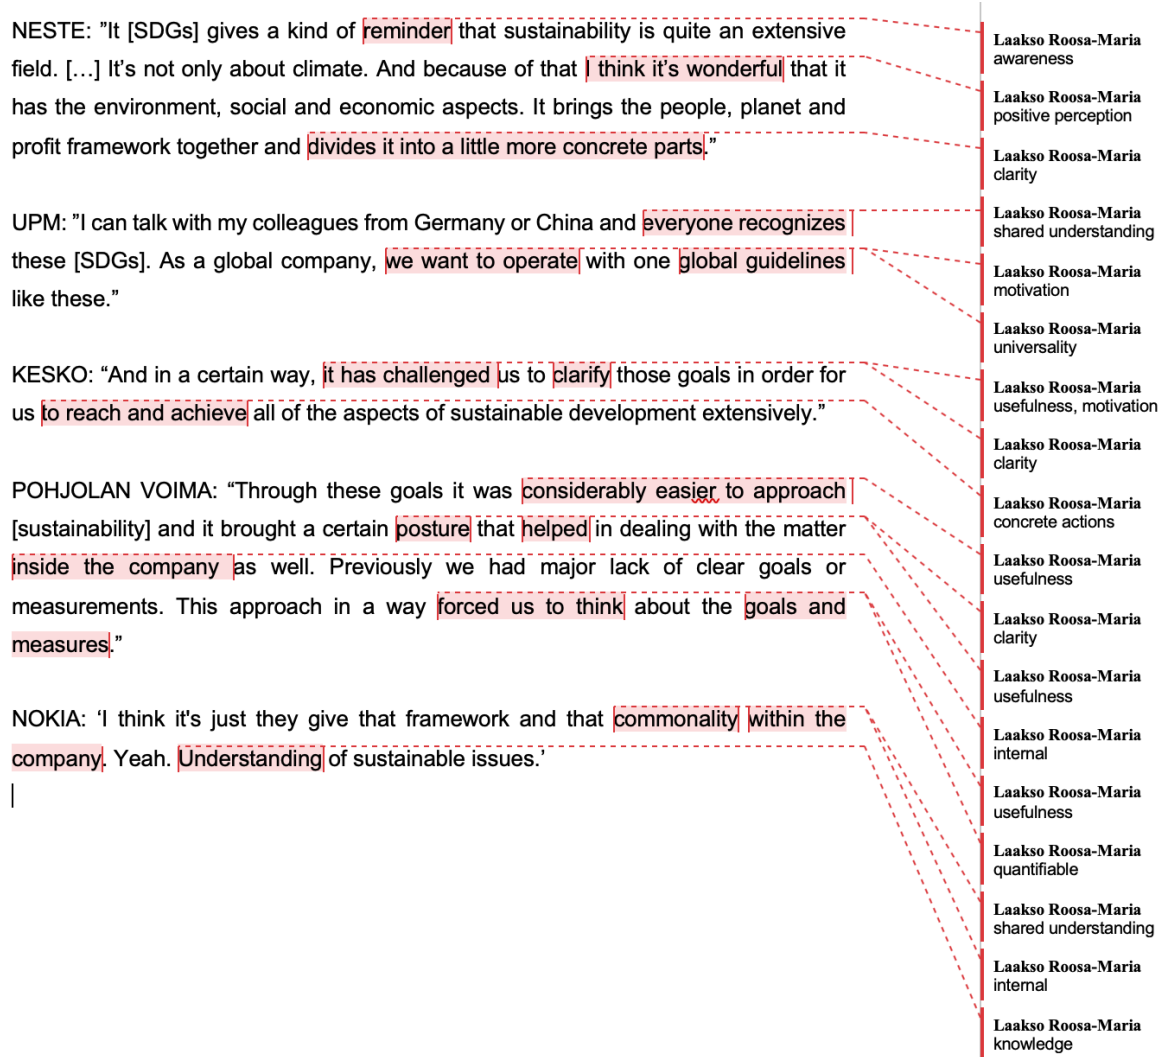 NESTE: ”It [SDGs] gives a kind of reminder that sustainability is quite an extensive
field. […] It’s not only about climate. And because of that I think it’s wonderful that it
has the environment, social and economic aspects. It brings the people, planet and
profit framework together and divides it into a little more concrete parts.”
UPM: ”I can talk with my colleagues from Germany or China and everyone recognizes
these [SDGs]. As a global company, we want to operate with one global guidelines
like these.”
KESKO: “And in a certain way, it has challenged us to clarify those goals in order for
us to reach and achieve all of the aspects of sustainable development extensively.”
POHJOLAN VOIMA: “Through these goals it was considerably easier to approach
[sustainability] and it brought a certain posture that helped in dealing with the matter
inside the company as well. Previously we had major lack of clear goals or
measurements. This approach in a way forced us to think about the goals and
measures.”
NOKIA: ‘I think it's just they give that framework and that commonality within the
company. Yeah. Understanding of sustainable issues.’
Laakso Roosa-Maria
awareness
Laakso Roosa-Maria
positive perception
Laakso Roosa-Maria
clarity
Laakso Roosa-Maria
shared understanding
Laakso Roosa-Maria
motivation
Laakso Roosa-Maria
universality
Laakso Roosa-Maria
usefulness, motivation
Laakso Roosa-Maria
clarity
Laakso Roosa-Maria
concrete actions
Laakso Roosa-Maria
usefulness
Laakso Roosa-Maria
clarity
Laakso Roosa-Maria
usefulness
Laakso Roosa-Maria
internal
Laakso Roosa-Maria
usefulness
Laakso Roosa-Maria
quantifiable
Laakso Roosa-Maria
shared understanding
Laakso Roosa-Maria
internal
Laakso Roosa-Maria
knowledge